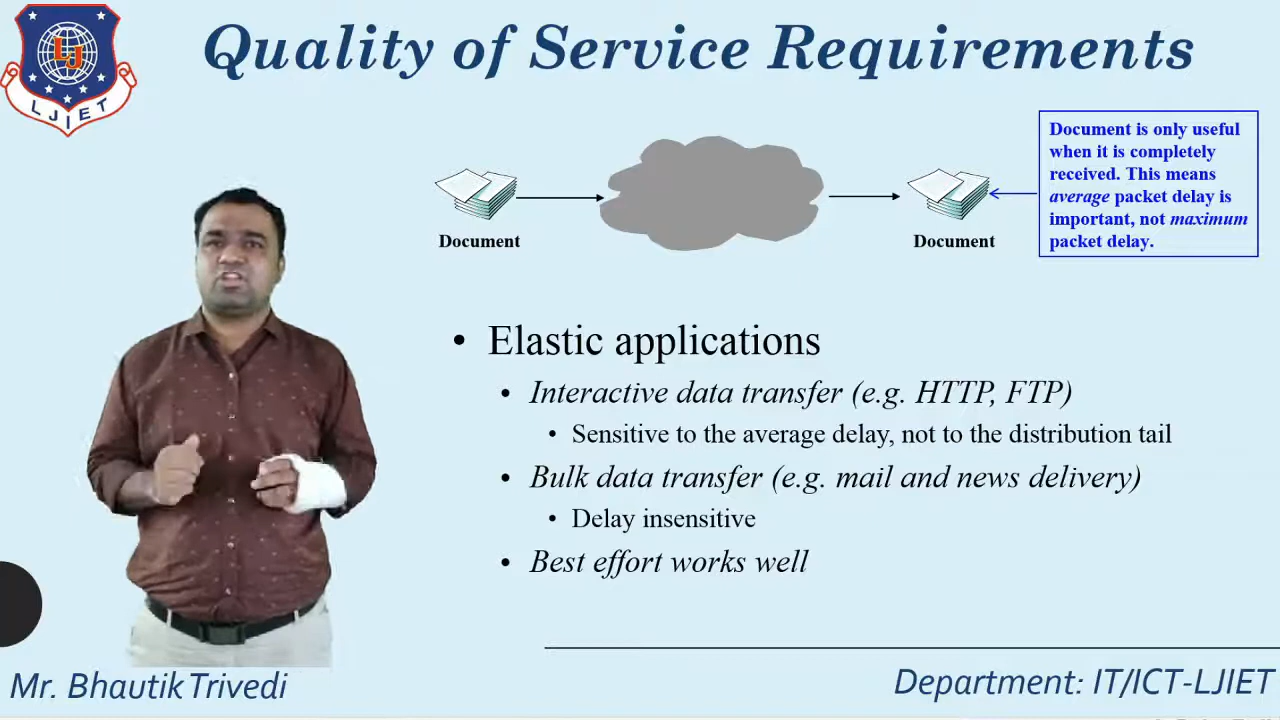 Quality of Service Requirements
LJ
LJIET
Document is only useful
when it is completely
received. This means
average packet delay is
important, not maximum
packet delay.
Document
Document
• Elastic applications
• Interactive data transfer (e.g. HTTP, FTP)
• Sensitive to the average delay, not to the distribution tail
• Bulk data transfer (e.g. mail and news delivery)
• Delay insensitive
• Best effort works well
Mr. Bhautik Trivedi
Department: IT/ICT-LJIET